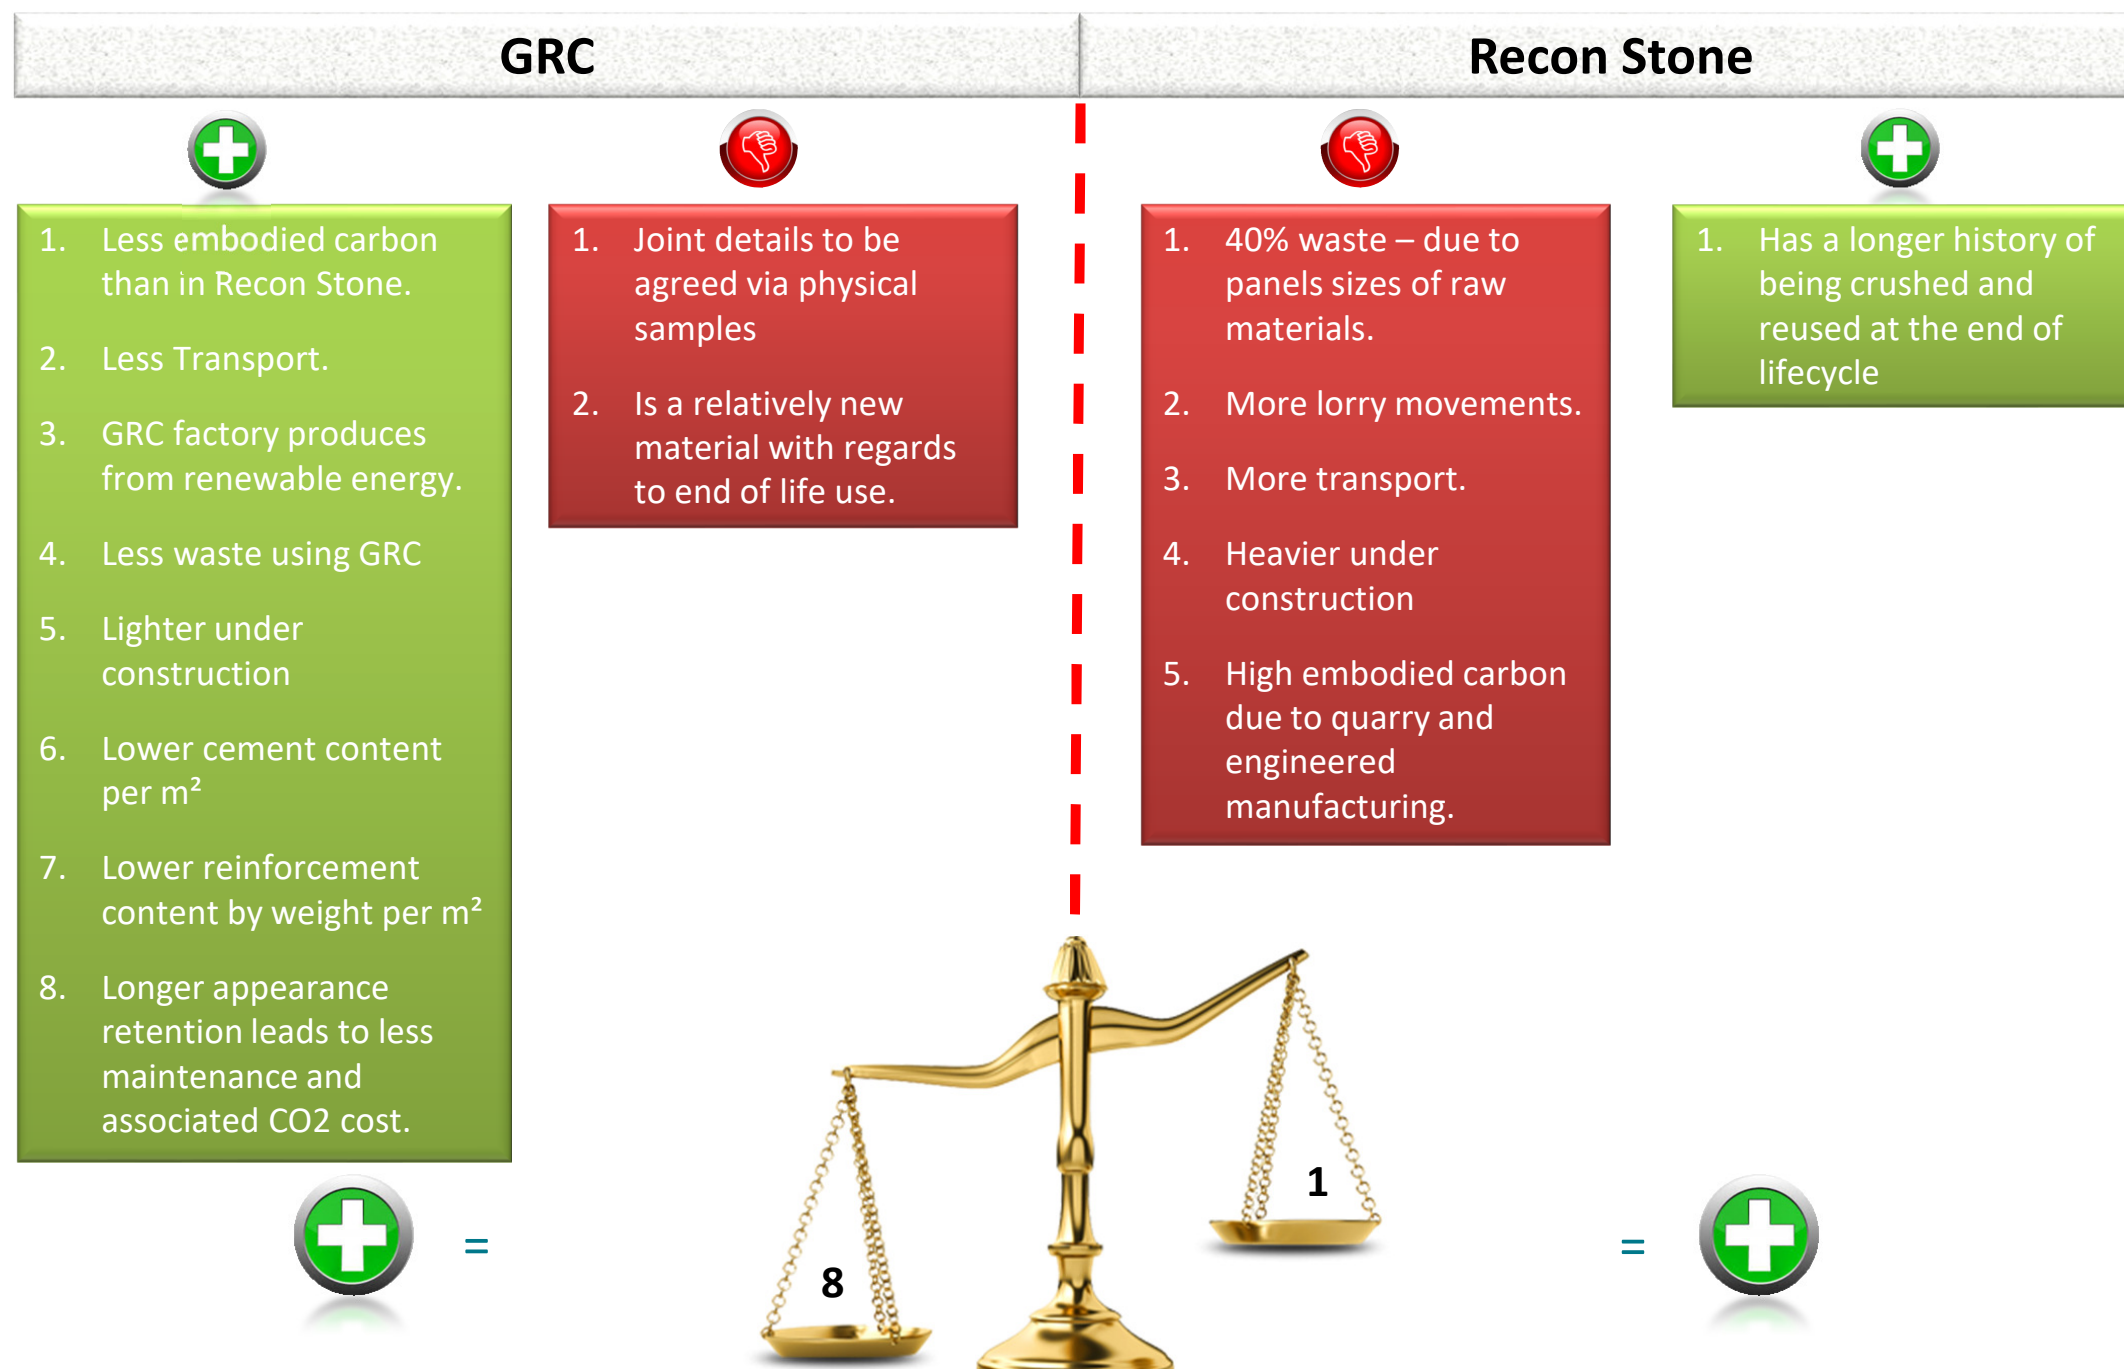 GRC
Recon Stone
1. Less embodied carbon
than in Recon Stone.
2. Less Transport.
3. GRC factory produces
from renewable energy.
4. Less waste using GRC
5. Lighter under
construction
6. Lower cement content
per m²
7. Lower reinforcement
content by weight per m²
8. Longer appearance
retention leads to less
maintenance and
associated CO2 cost.
1. Joint details to be
agreed via physical
samples
2. Is a relatively new
material with regards
to end of life use.
1. 40% waste – due to
panels sizes of raw
materials.
2. More lorry movements.
3. More transport.
4. Heavier under
construction
5. High embodied carbon
due to quarry and
engineered
manufacturing.
1. Has a longer history of
being crushed and
reused at the end of
lifecycle
=
8
1
=